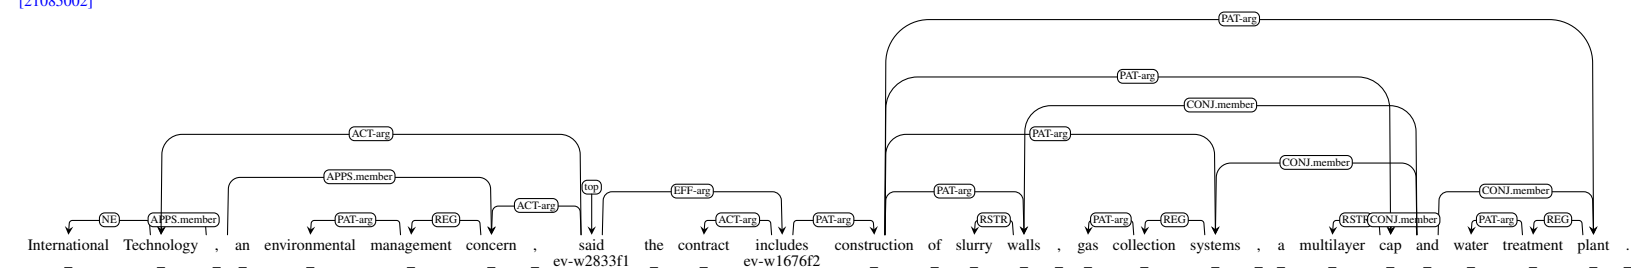 [21085002]
PAT-arg
PAT-arg
CONJ.member
ACT-arg PAT-arg
CONJ.member
APPS.member top EFF-arg PAT-arg CONJ.member
ACT-arg
NE APPS.member PAT-arg REG ACT-arg PAT-arg RSTR PAT-arg REG RSTR CONJ.member PAT-arg REG
International Technology , an environmental management concern , said the contract includes construction of slurry walls , gas collection systems , a multilayer cap and water treatment plant .
ev-w2833f1 ev-w1676f2
_ _ _ _ _ _ _ _ _ _ _ _ _ _ _ _ _ _ _ _ _ _ _ _ _ _ _